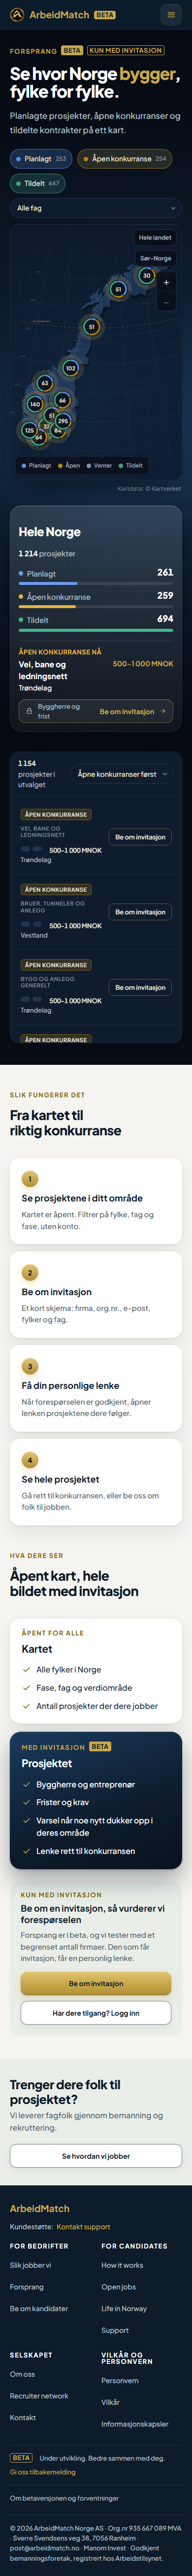 ArbeidMatch BETA
FORSPRANG BETA KUN MED INVITASJON
Se hvor Norge bygger,
fylke for fylke.
Planlagte prosjekter, åpne konkurranser og
tildelte kontrakter på ett kart.
Planlagt 253
Åpen konkurranse 254
Tildelt 647
Alle fag
Hele landet
Sør-Norge
30
+
−
51
51
102
63
66
140
51
295
32
125
64
64
Planlagt
Åpen
Venter
Tildelt
Kartdata: © Kartverket
Hele Norge
1 214 prosjekter
Planlagt 261
Åpen konkurranse 259
Tildelt 694
ÅPEN KONKURRANSE NÅ
Vei, bane og
ledningsnett
500–1 000 MNOK
Trøndelag
Byggherre og
frist
Be om invitasjon →
1 154
prosjekter i
utvalget
Åpne konkurranser først
ÅPEN KONKURRANSE
VEI, BANE OG
LEDNINGSNETT
500–1 000 MNOK
Trøndelag
Be om invitasjon
ÅPEN KONKURRANSE
BRUER, TUNNELER OG
ANLEGG
500–1 000 MNOK
Vestland
Be om invitasjon
ÅPEN KONKURRANSE
BYGG OG ANLEGG
GENERELT
500–1 000 MNOK
Trøndelag
Be om invitasjon
ÅPEN KONKURRANSE
SLIK FUNGERER DET
Fra kartet til
riktig konkurranse
1
Se prosjektene i ditt område
Kartet er åpent. Filtrer på fylke, fag og
fase, uten konto.
2
Be om invitasjon
Et kort skjema: firma, org.nr., e-post,
fylker og fag.
3
Få din personlige lenke
Når forespørselen er godkjent, åpner
lenken prosjektene dere følger.
4
Se hele prosjektet
Gå rett til konkurransen, eller be oss om
folk til jobben.
HVA DERE SER
Åpent kart, hele
bildet med invitasjon
ÅPENT FOR ALLE
Kartet
Alle fylker i Norge
Fase, fag og verdiområde
Antall prosjekter der dere jobber
MED INVITASJON BETA
Prosjektet
Byggherre og entreprenør
Frister og krav
Varsel når noe nytt dukker opp i
deres område
Lenke rett til konkurransen
KUN MED INVITASJON
Be om en invitasjon, så vurderer vi
forespørselen
Forsprang er i beta, og vi tester med et
begrenset antall firmaer. Den som får
invitasjon, får en personlig lenke.
Be om invitasjon
Har dere tilgang? Logg inn
Trenger dere folk til
prosjektet?
Vi leverer fagfolk gjennom bemanning og
rekruttering.
Se hvordan vi jobber
ArbeidMatch
Kundestøtte: Kontakt support
FOR BEDRIFTER
Slik jobber vi
Forsprang
Be om kandidater
FOR CANDIDATES
How it works
Open jobs
Life in Norway
Support
SELSKAPET
Om oss
Recruiter network
Kontakt
VILKÅR OG
PERSONVERN
Personvern
Vilkår
Informasjonskapsler
BETA Under utvikling. Bedre sammen med deg.
Gi oss tilbakemelding
Om betaversjonen og forventninger
© 2026 ArbeidMatch Norge AS · Org.nr 935 667 089 MVA
· Sverre Svendsens veg 38, 7056 Ranheim ·
post@arbeidmatch.no · Manom Invest · Godkjent
bemanningsforetak, registrert hos Arbeidstilsynet.